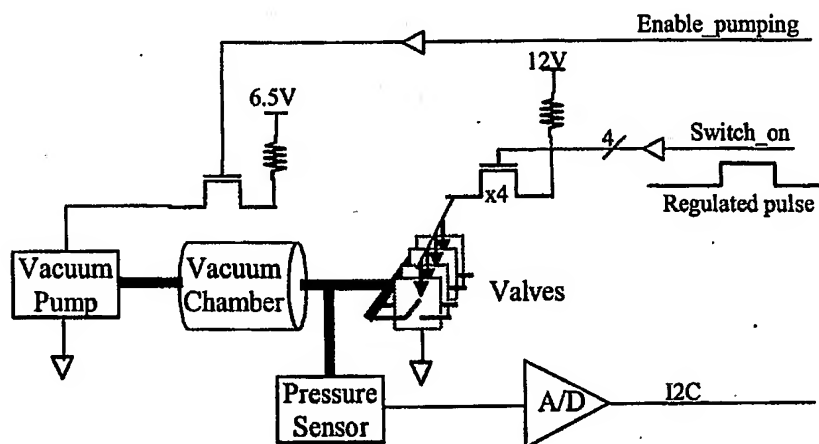 Enable_pumping
12V
6.5V
4
Switch_on
x4
Regulated pulse
Vacuum
Pump
Vacuum
Chamber
Valves
Pressure
Sensor
A/D
I2C